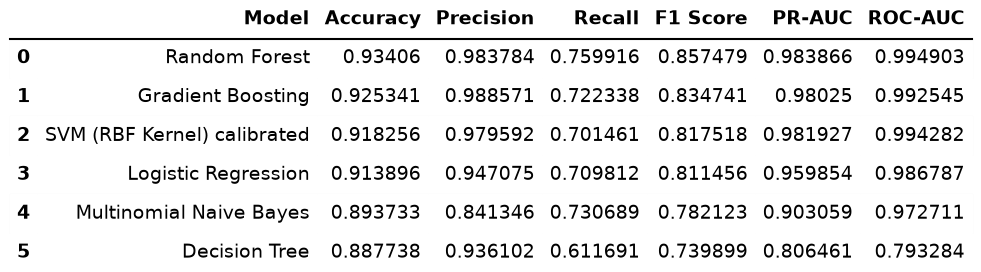 Model Accuracy Precision Recall F1 Score PR-AUC ROC-AUC
0 Random Forest 0.93406 0.983784 0.759916 0.857479 0.983866 0.994903
1 Gradient Boosting 0.925341 0.988571 0.722338 0.834741 0.98025 0.992545
2 SVM (RBF Kernel) calibrated 0.918256 0.979592 0.701461 0.817518 0.981927 0.994282
3 Logistic Regression 0.913896 0.947075 0.709812 0.811456 0.959854 0.986787
4 Multinomial Naive Bayes 0.893733 0.841346 0.730689 0.782123 0.903059 0.972711
5 Decision Tree 0.887738 0.936102 0.611691 0.739899 0.806461 0.793284